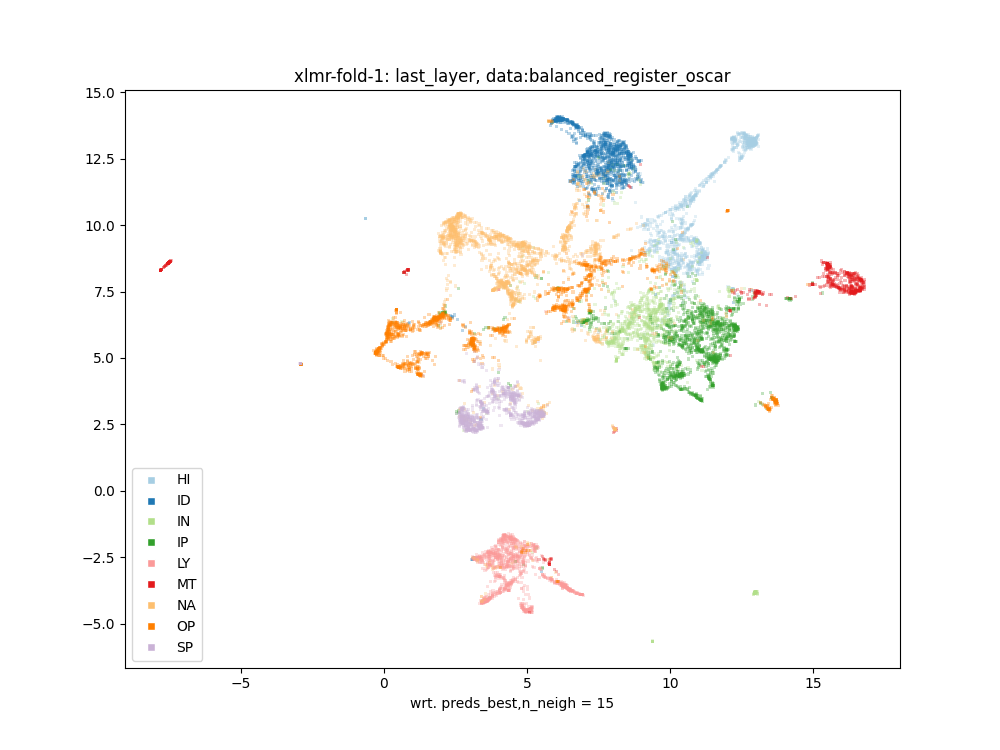 xlmr-fold-1: last_layer, data:balanced_register_oscar
15.0
12.5
10.0
7.5
5.0
2.5
0.0
−2.5
−5.0
HI
ID
IN
IP
LY
MT
NA
OP
SP
−5 0 5 10 15
wrt. preds_best,n_neigh = 15